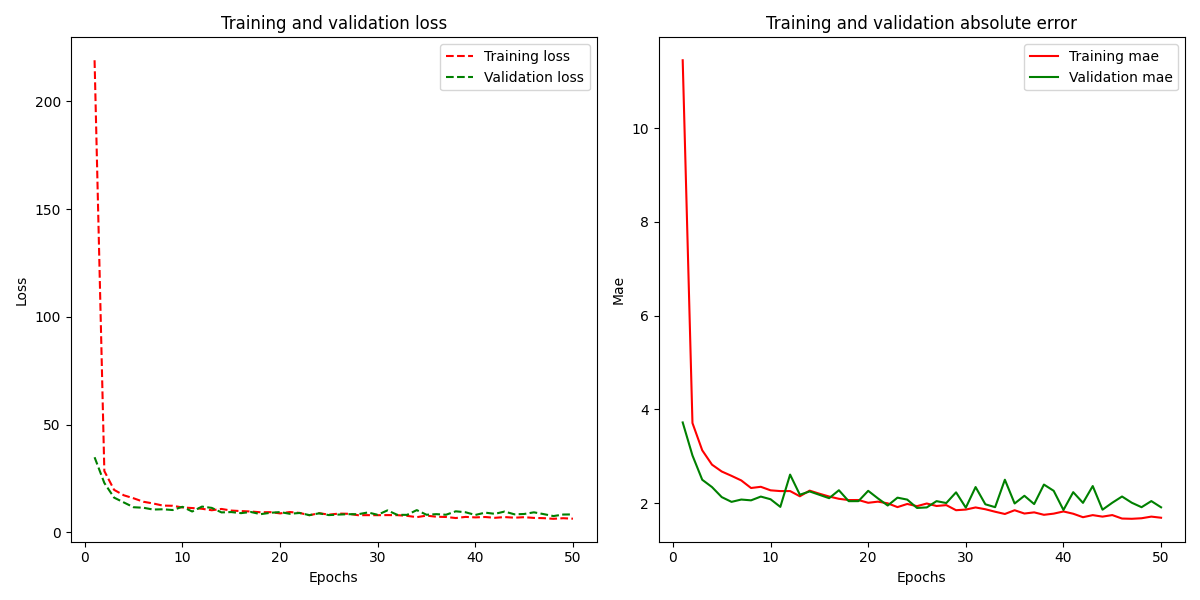 Training and validation loss
Training loss
Validation loss
200
150
100
50
0
Loss
0 10 20 30 40 50
Epochs
Training and validation absolute error
Training mae
Validation mae
10
8
6
4
2
Mae
0 10 20 30 40 50
Epochs